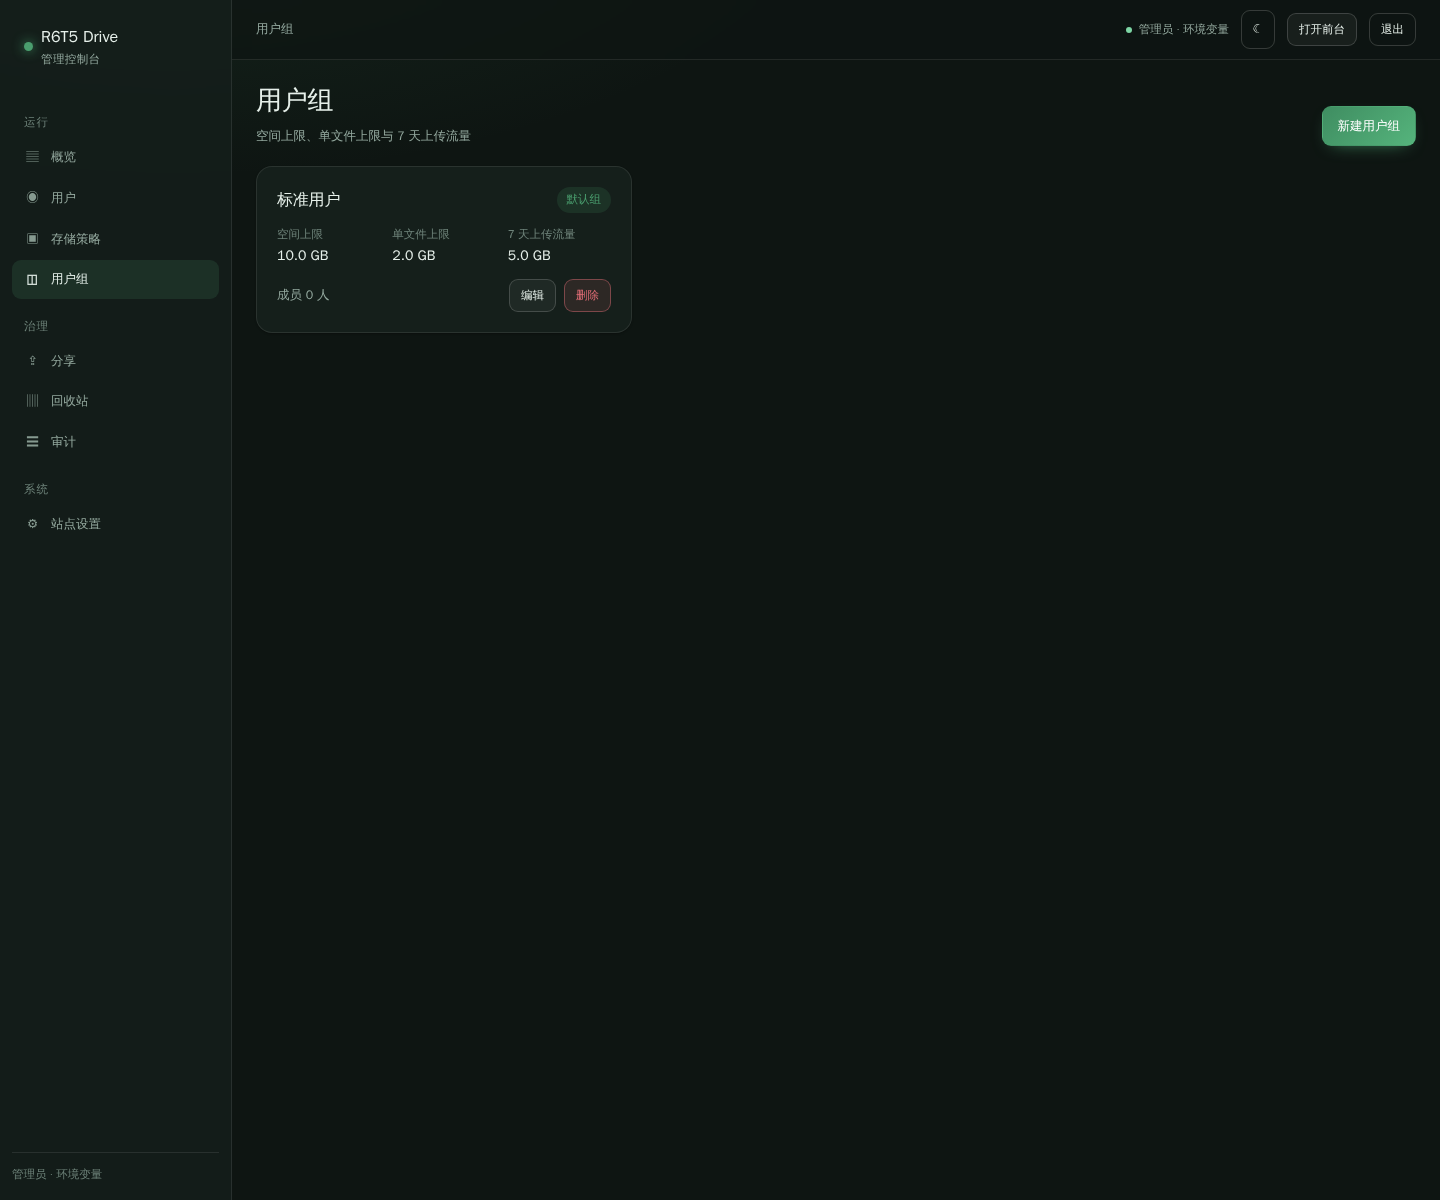 R6T5 Drive
管理控制台
运行
概览
用户
存储策略
用户组
治理
分享
回收站
审计
系统
站点设置
管理员 · 环境变量
用户组
管理员 · 环境变量
打开前台
退出
用户组
空间上限、单文件上限与 7 天上传流量
新建用户组
标准用户
默认组
空间上限 单文件上限 7 天上传流量
10.0 GB 2.0 GB 5.0 GB
成员 0 人
编辑
删除